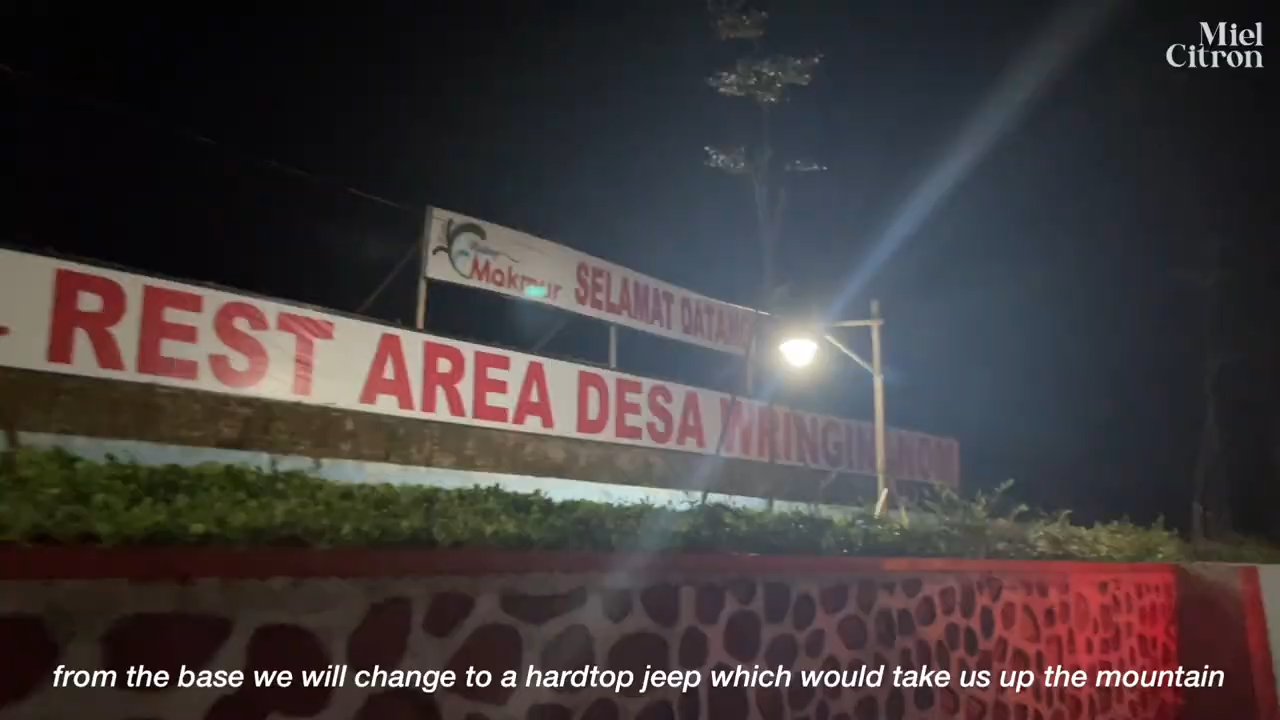 Miel
Citron
Makmur
SELAMAT DATANG
REST AREA DESA WRINGINANOM
from the base we will change to a hardtop jeep which would take us up the mountain